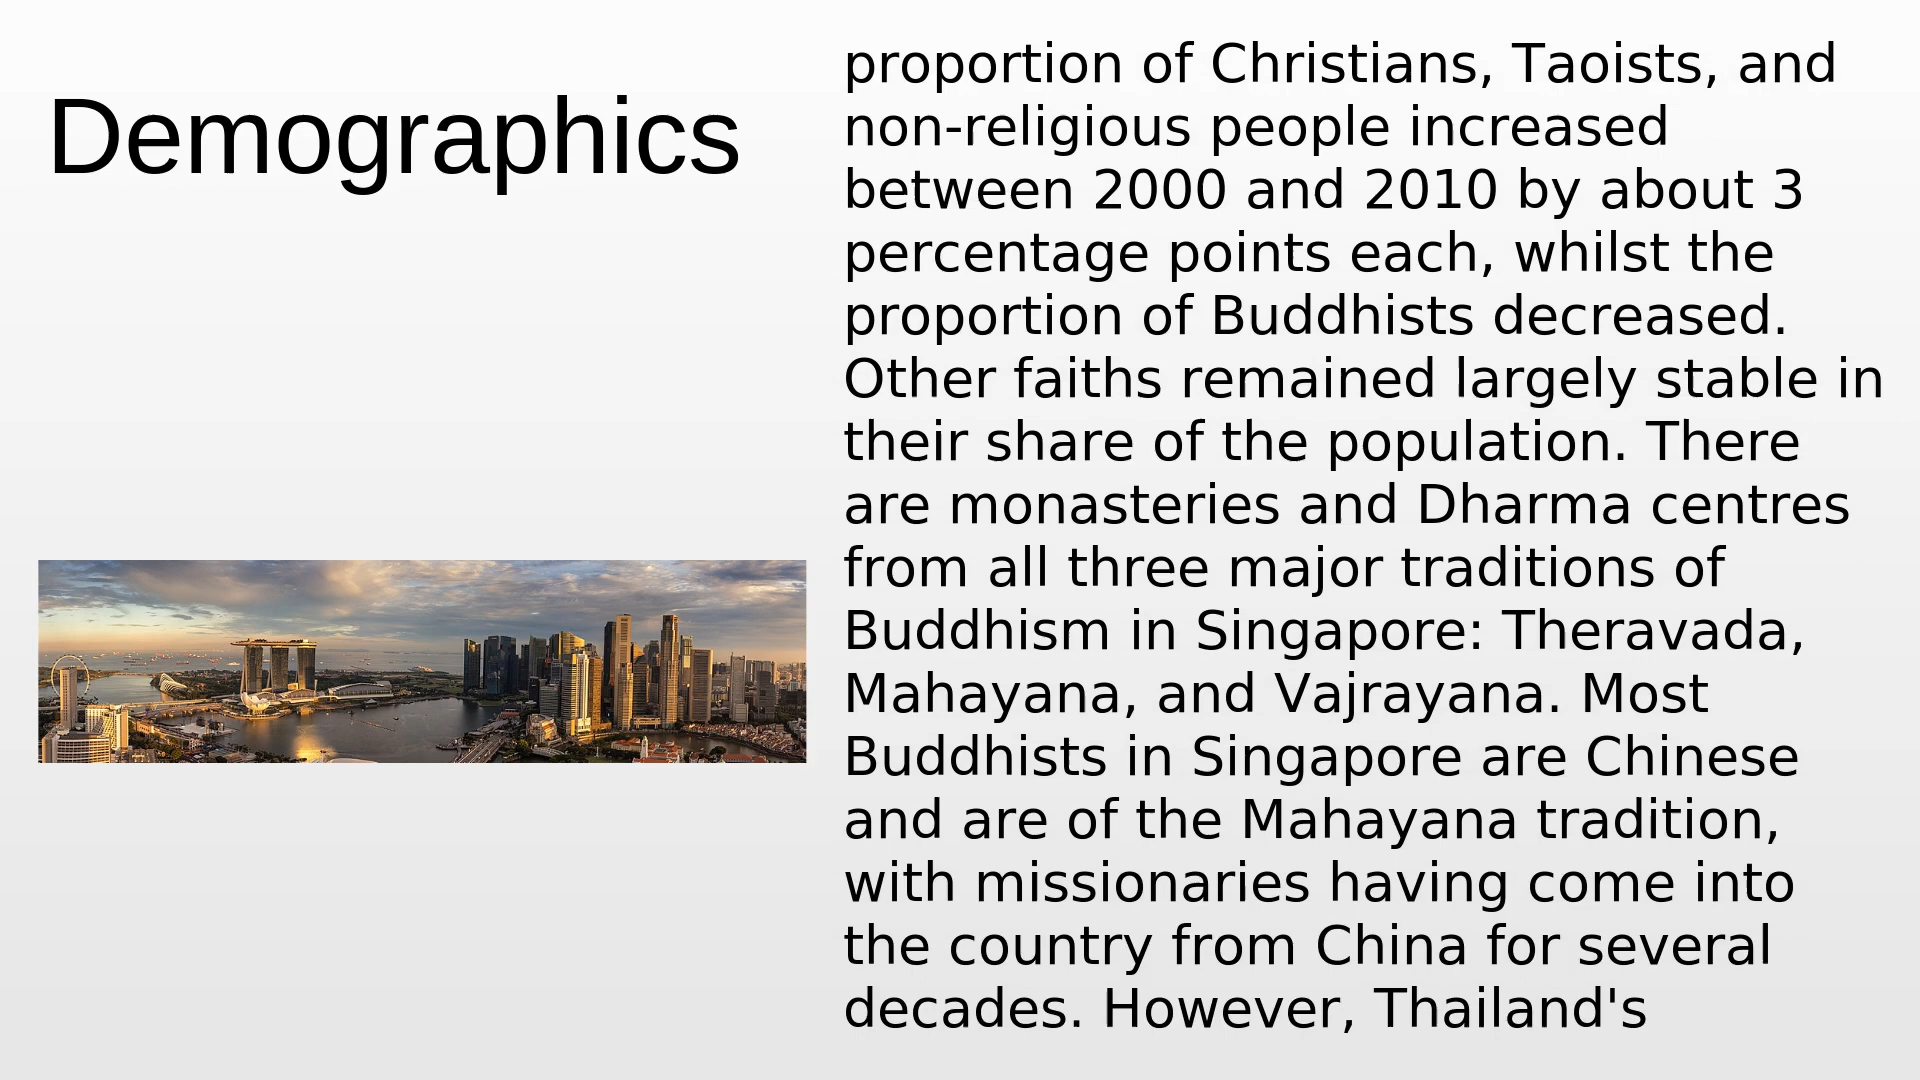 Demographics
proportion of Christians, Taoists, and
non-religious people increased
between 2000 and 2010 by about 3
percentage points each, whilst the
proportion of Buddhists decreased.
Other faiths remained largely stable in
their share of the population. There
are monasteries and Dharma centres
from all three major traditions of
Buddhism in Singapore: Theravada,
Mahayana, and Vajrayana. Most
Buddhists in Singapore are Chinese
and are of the Mahayana tradition,
with missionaries having come into
the country from China for several
decades. However, Thailand's